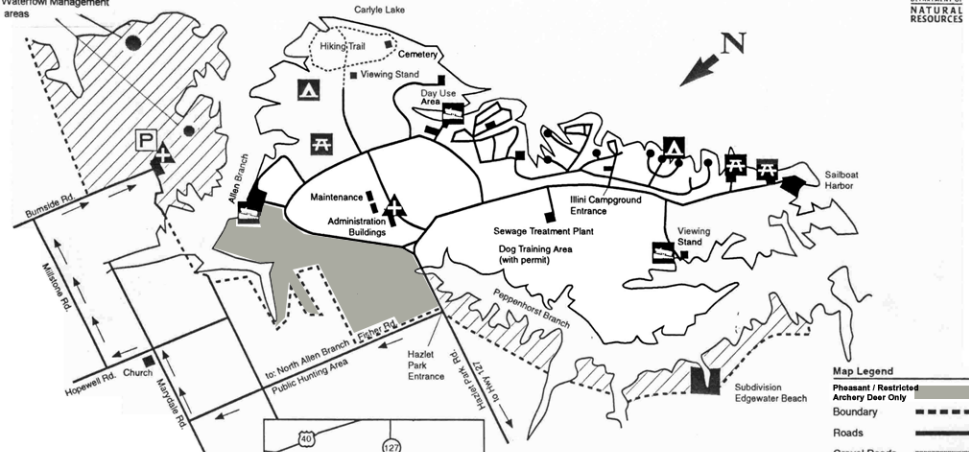 Waterfowl Management
areas
Carlyle Lake
NATURAL
RESOURCES
N
Hiking Trail
Cemetery
Viewing Stand
Day Use
Area
P
Allen Branch
Maintenance
Administration
Buildings
Illini Campground
Entrance
Sailboat
Harbor
Sewage Treatment Plant
Dog Training Area
(with permit)
Viewing
Stand
Burnside Rd.
Millstone Rd.
Peppenhorst Branch
Fisher Rd.
to: North Allen Branch
Public Hunting Area
Hazlet
Park
Entrance
Hazlet Park Rd.
to Hwy 127
Church
Hopewell Rd.
Marydale Rd.
Subdivision
Edgewater Beach
40
127
Map Legend
Pheasant / Restricted
Archery Deer Only
Boundary
Roads